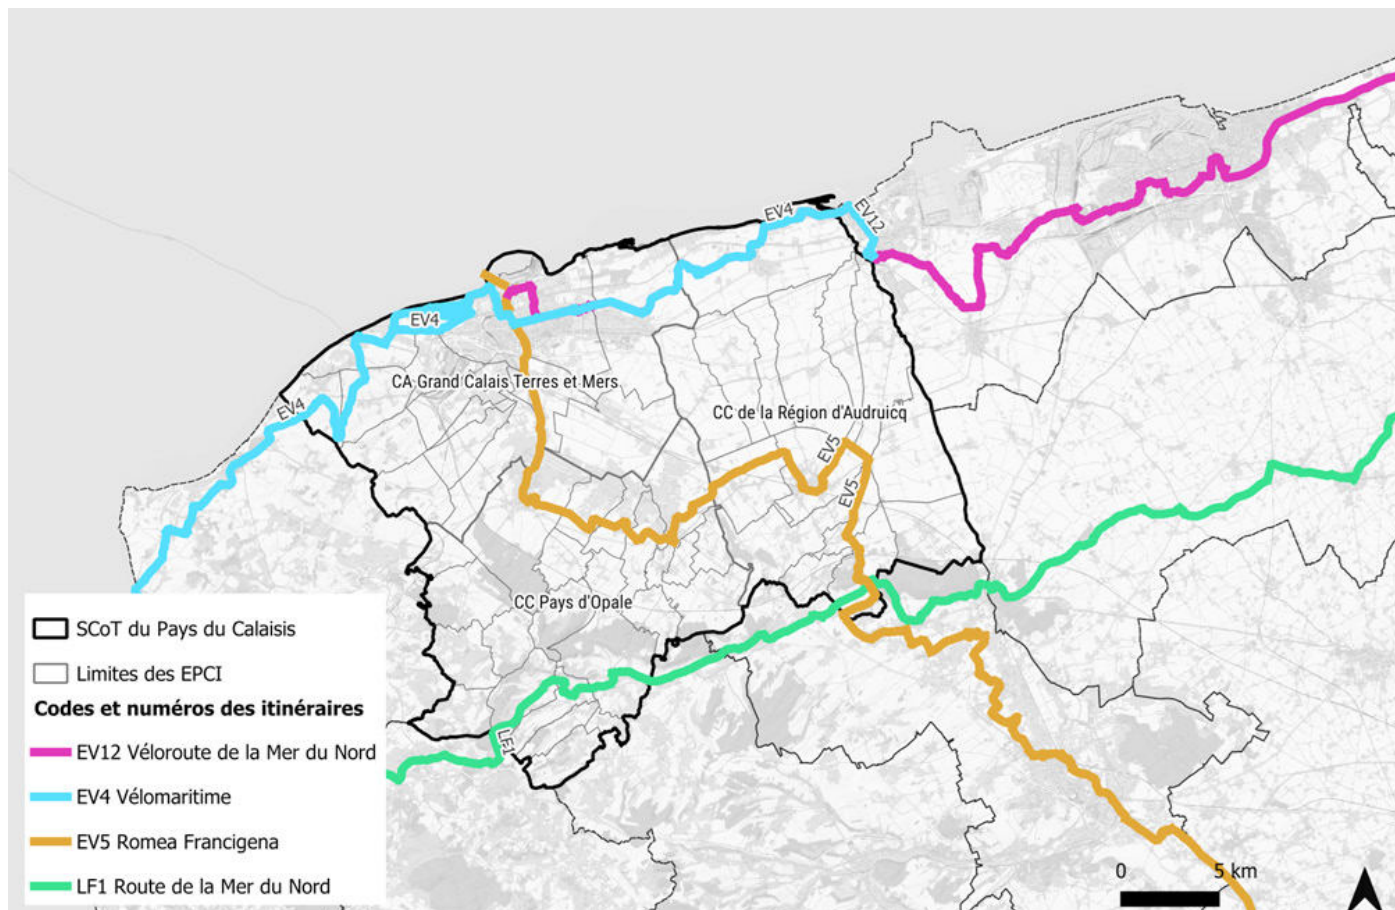 EV4
EV12
EV4
EV4
CA Grand Calais Terres et Mers
CC de la Région d'Audruicq
EV5
EV5
CC Pays d'Opale
LF1
SCoT du Pays du Calaisis
Limites des EPCI
Codes et numéros des itinéraires
EV12 Véloroute de la Mer du Nord
EV4 Vélomaritime
EV5 Romea Francigena
LF1 Route de la Mer du Nord
0 5 km